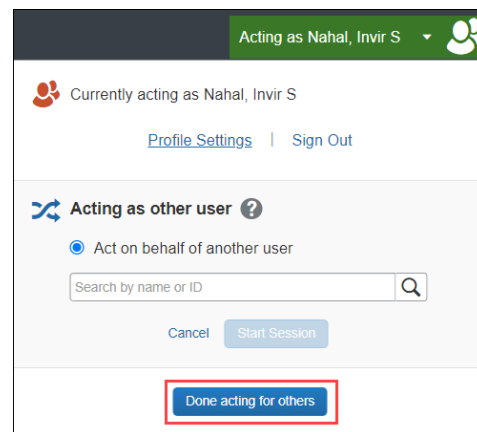 Acting as Nahal, Invir S
Currently acting as Nahal, Invir S
Profile Settings | Sign Out
Acting as other user ?
Act on behalf of another user
Search by name or ID
Cancel Start Session
Done acting for others